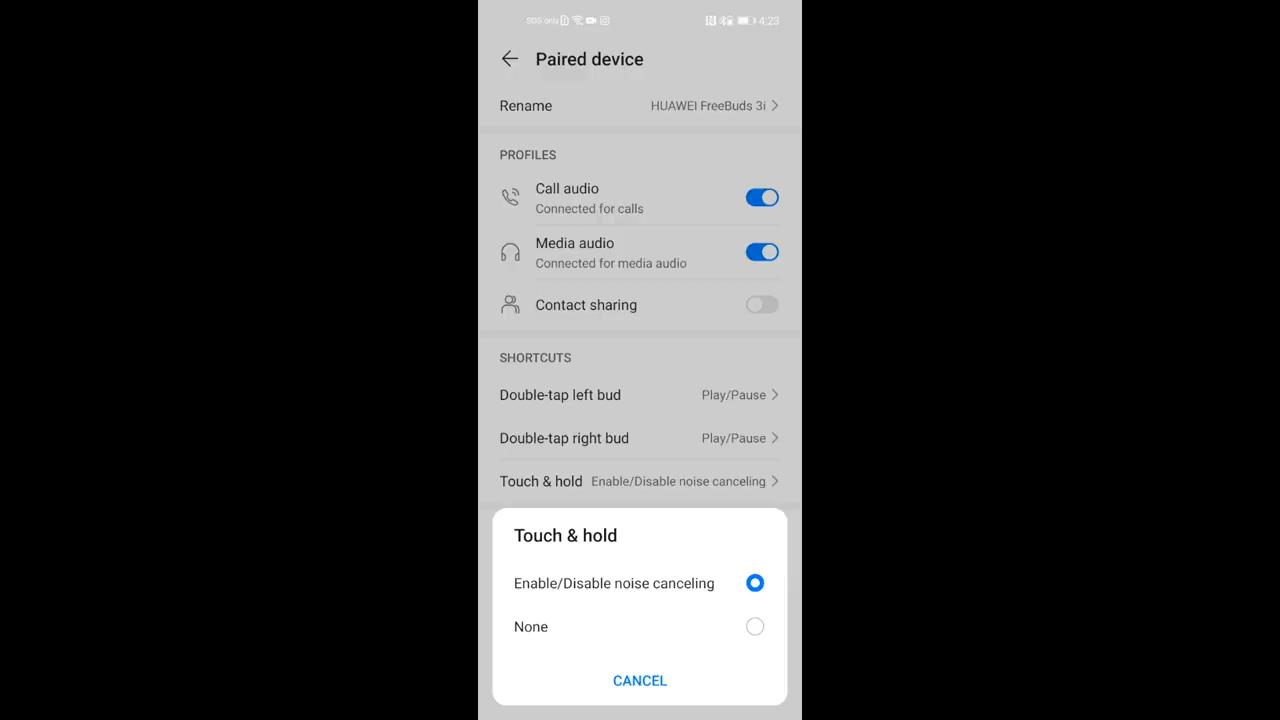 SOS only 4:23
Paired device
Rename HUAWEI FreeBuds 3i
PROFILES
Call audio
Connected for calls
Media audio
Connected for media audio
Contact sharing
SHORTCUTS
Double-tap left bud Play/Pause
Double-tap right bud Play/Pause
Touch & hold Enable/Disable noise canceling
Touch & hold
Enable/Disable noise canceling
None
CANCEL